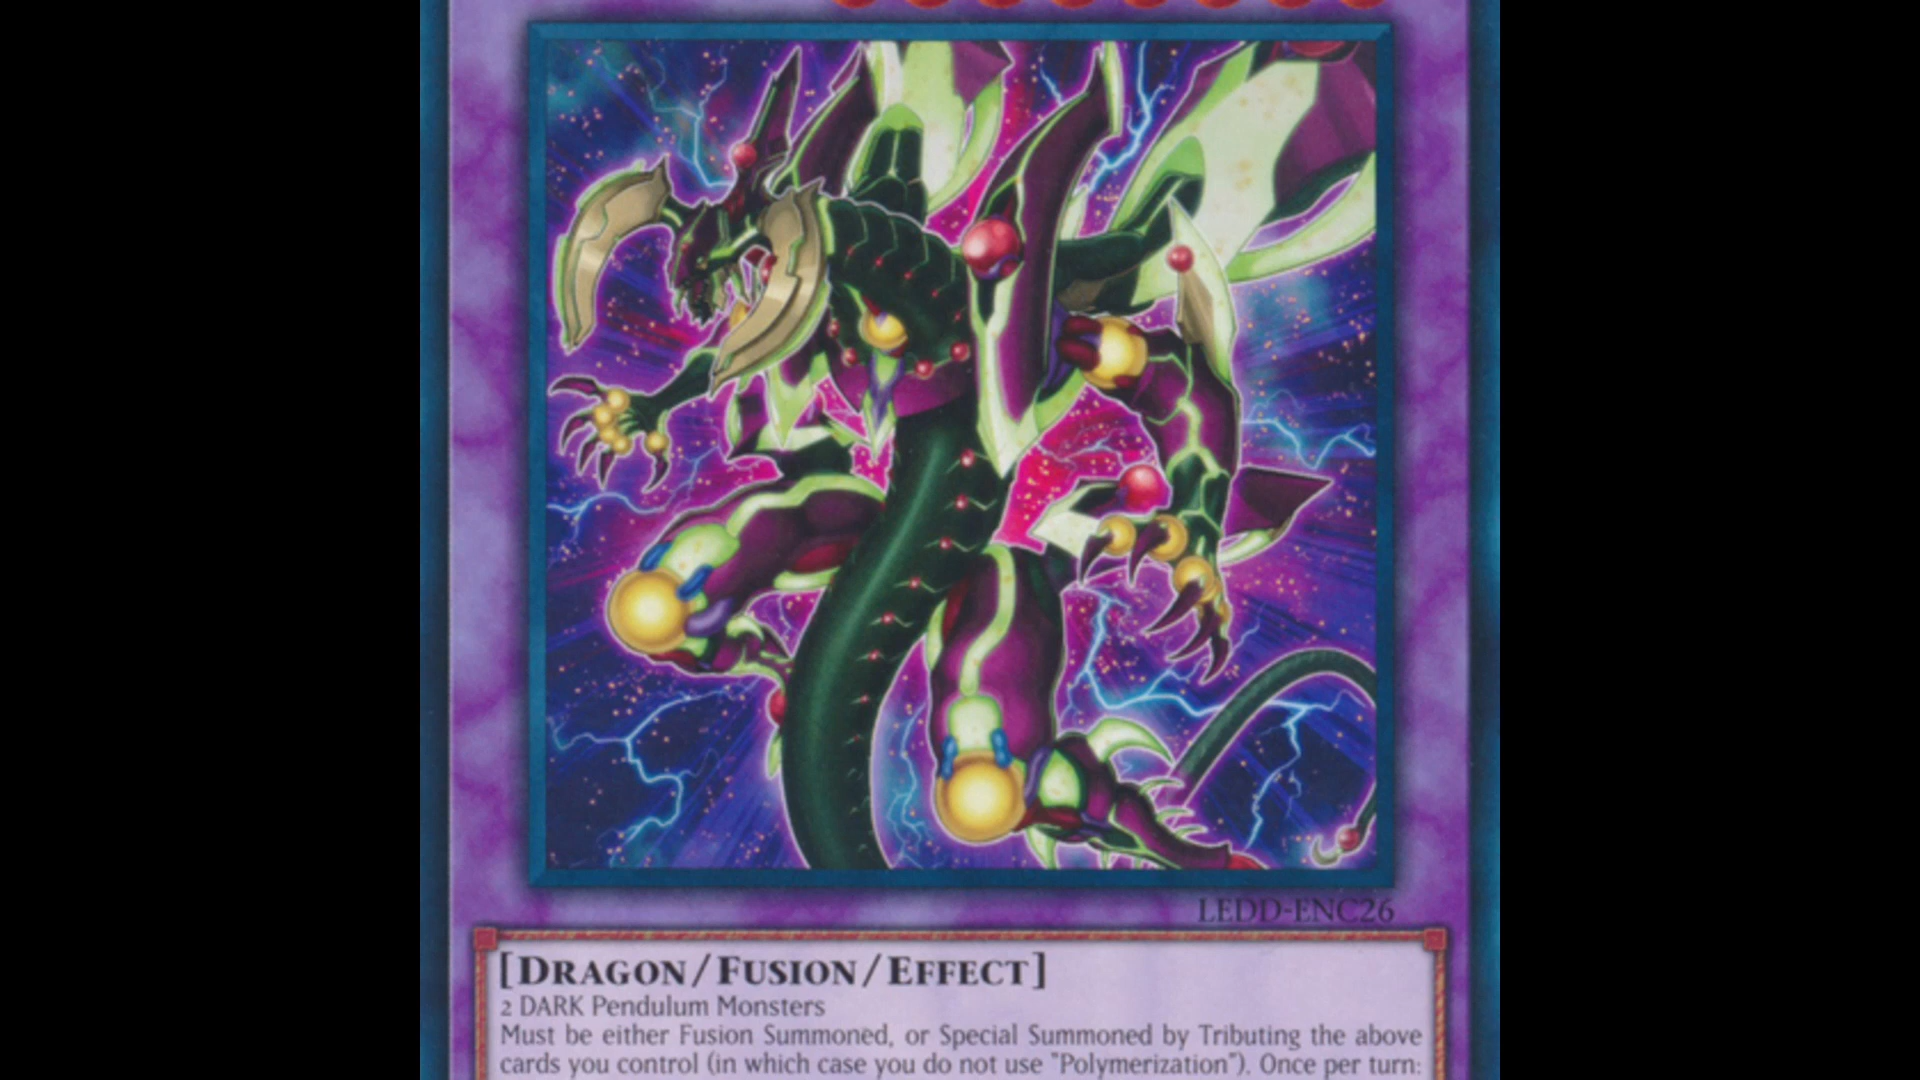 LEDD-ENC26
[DRAGON/FUSION/EFFECT]
2 DARK Pendulum Monsters
Must be either Fusion Summoned, or Special Summoned by Tributing the above
cards you control (in which case you do not use "Polymerization"). Once per turn: